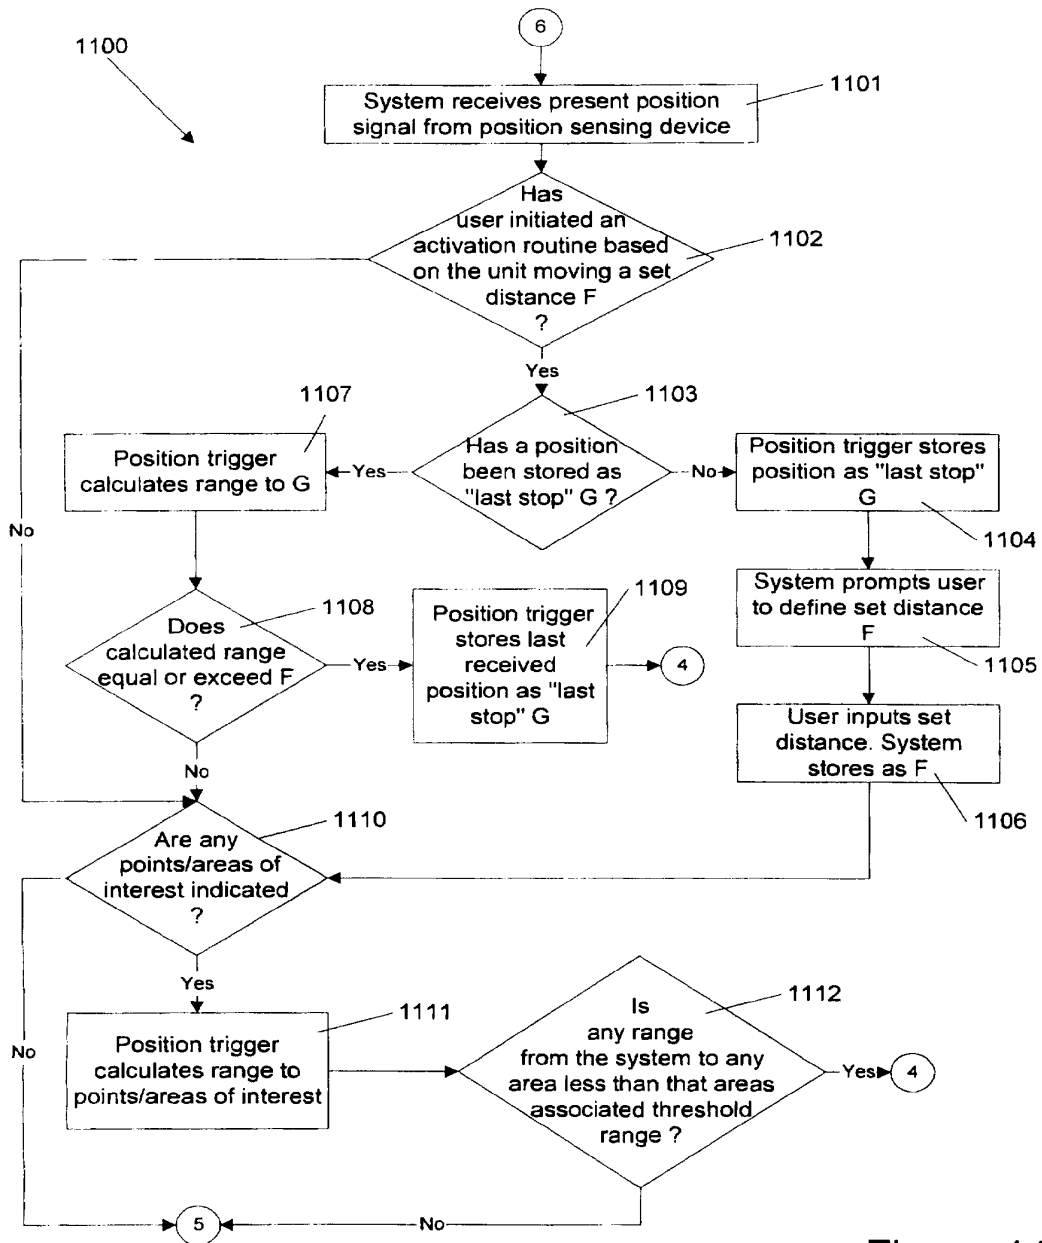 6
1100
1101
System receives present position
signal from position sensing device
Has
user initiated an
activation routine based
on the unit moving a set
distance F
?
1102
Yes
1107
1103
Position trigger
calculates range to G
Yes
Has a position
been stored as
"last stop" G ?
No
Position trigger stores
position as "last stop"
G
1104
No
1108
1109
Does
calculated range
equal or exceed F
?
Yes
Position trigger
stores last
received
position as "last
stop" G
4
System prompts user
to define set distance
F
1105
User inputs set
distance. System
stores as F
1106
No
1110
Are any
points/areas of
interest indicated
?
Yes
1111
Position trigger
calculates range to
points/areas of interest
1112
Is
any range
from the system to any
area less than that areas
associated threshold
range ?
Yes
4
No
5
No